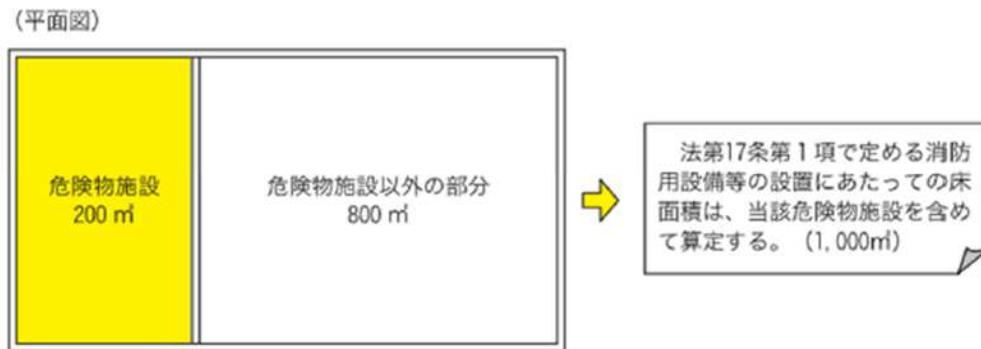 （平面図）
危険物施設
200 ㎡
危険物施設以外の部分
800 ㎡
法第17条第１項で定める消防
用設備等の設置にあたっての床
面積は、当該危険物施設を含め
て算定する。（1,000㎡）